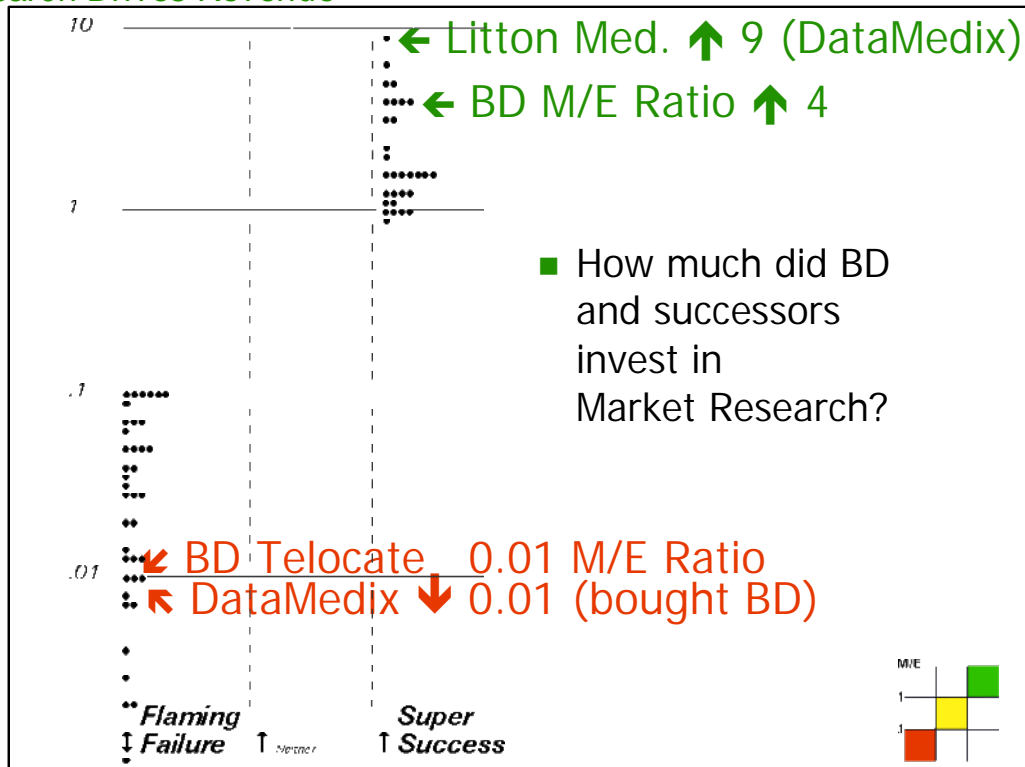 10
← Litton Med. ↑ 9 (DataMedix)
← BD M/E Ratio ↑ 4
1
■ How much did BD
and successors
invest in
Market Research?
.1
↙ BD Telocate 0.01 M/E Ratio
.01
↖ DataMedix ↓ 0.01 (bought BD)
Flaming
↕ Failure
↑ Neither
Super
↑ Success
M/E
1
.1